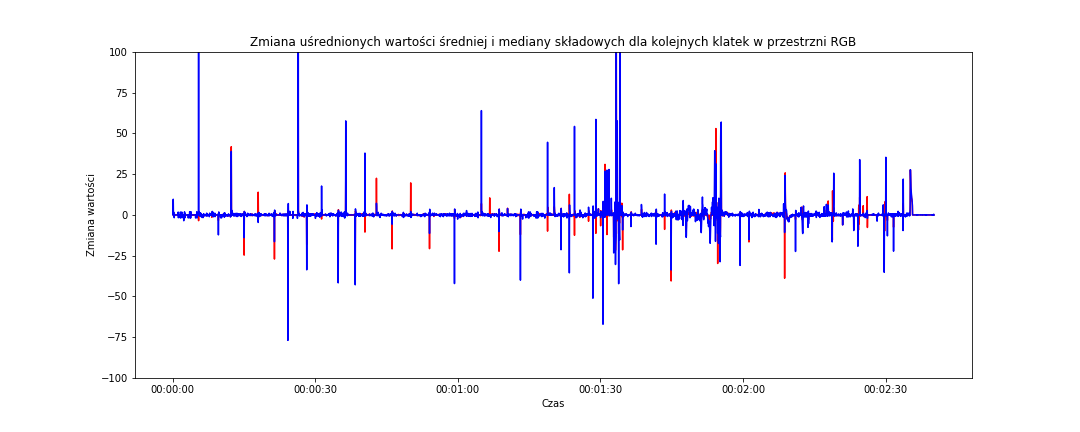 Zmiana uśrednionych wartości średniej i mediany składowych dla kolejnych klatek w przestrzni RGB
100
75
50
25
0
−25
−50
−75
−100
Zmiana wartości
00:00:00 00:00:30 00:01:00 00:01:30 00:02:00 00:02:30
Czas